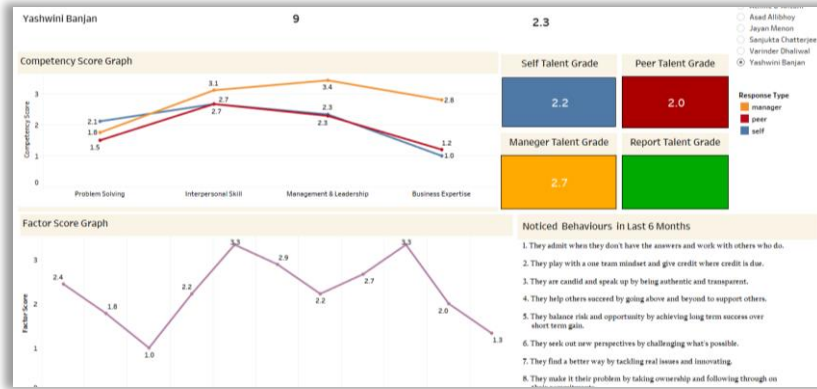 Yashwini Banjan
9
2.3
Asad Allibhoy
Jayan Menon
Sanjukta Chatterjee
Varinder Dhaliwal
Yashwini Banjan
Competency Score Graph
Competency Score
3
2
1
0
2.1
1.8
1.5
3.1
2.7
2.7
3.4
2.3
2.3
2.8
1.2
1.0
Problem Solving
Interpersonal Skill
Management & Leadership
Business Expertise
Self Talent Grade
2.2
Peer Talent Grade
2.0
Maneger Talent Grade
2.7
Report Talent Grade
Response Type
manager
peer
self
Factor Score Graph
Factor Score
3
2
1
2.4
1.8
1.0
2.2
3.3
2.9
2.2
2.7
3.3
2.0
1.3
Noticed Behaviours in Last 6 Months
1. They admit when they don't have the answers and work with others who do.
2. They play with a one team mindset and give credit where credit is due.
3. They are candid and speak up by being authentic and transparent.
4. They help others succeed by going above and beyond to support others.
5. They balance risk and opportunity by achieving long term success over
short term gain.
6. They seek out new perspectives by challenging what's possible.
7. They find a better way by tackling real issues and innovating.
8. They make it their problem by taking ownership and following through on